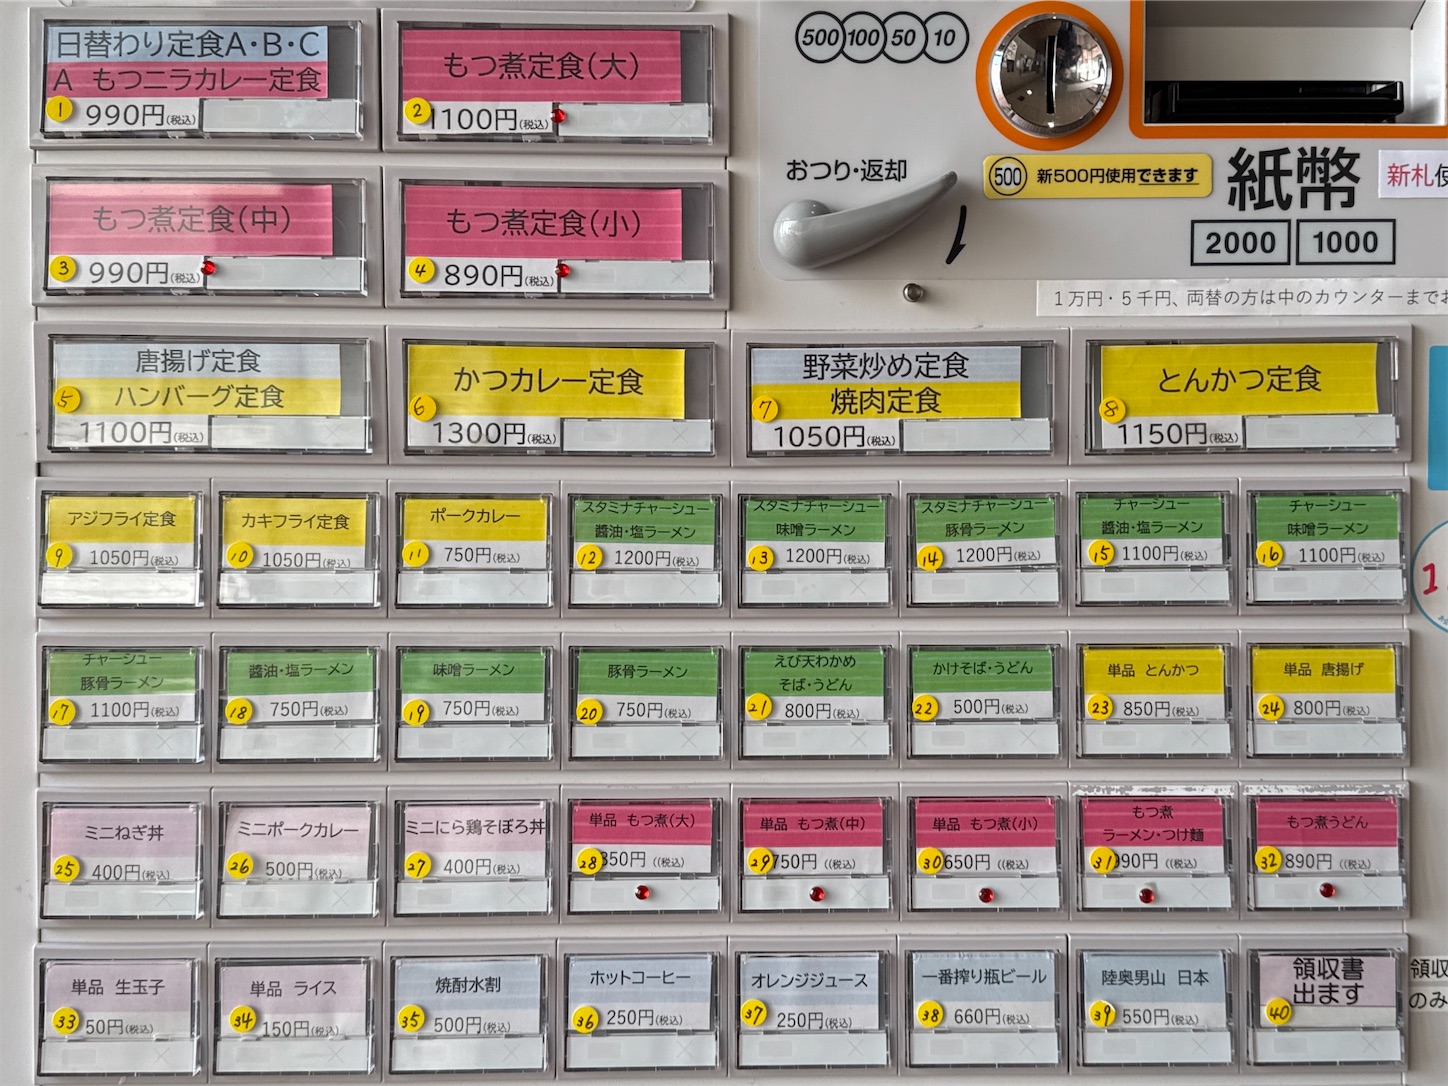 日替わり定食A・B・C
A もつニラカレー定食
1 990円(税込)
もつ煮定食(大)
2 1100円(税込)
500 100 50 10
おつり・返却
500 新500円使用できます
紙幣
新札使
2000 1000
1万円・5千円、両替の方は中のカウンターまでお
もつ煮定食(中)
3 990円(税込)
もつ煮定食(小)
4 890円(税込)
唐揚げ定食
ハンバーグ定食
5 1100円(税込)
かつカレー定食
6 1300円(税込)
野菜炒め定食
焼肉定食
7 1050円(税込)
とんかつ定食
8 1150円(税込)
アジフライ定食
9 1050円(税込)
カキフライ定食
10 1050円(税込)
ポークカレー
11 750円(税込)
スタミナチャーシュー
醬油・塩ラーメン
12 1200円(税込)
スタミナチャーシュー
味噌ラーメン
13 1200円(税込)
スタミナチャーシュー
豚骨ラーメン
14 1200円(税込)
チャーシュー
醬油・塩ラーメン
15 1100円(税込)
チャーシュー
味噌ラーメン
16 1100円(税込)
1
チャーシュー
豚骨ラーメン
17 1100円(税込)
醬油・塩ラーメン
18 750円(税込)
味噌ラーメン
19 750円(税込)
豚骨ラーメン
20 750円(税込)
えび天わかめ
そば・うどん
21 800円(税込)
かけそば・うどん
22 500円(税込)
単品 とんかつ
23 850円(税込)
単品 唐揚げ
24 800円(税込)
ミニねぎ丼
25 400円(税込)
ミニポークカレー
26 500円(税込)
ミニにら鶏そぼろ丼
27 400円(税込)
単品 もつ煮(大)
28 850円 ((税込)
単品 もつ煮(中)
29 750円 ((税込)
単品 もつ煮(小)
30 650円 ((税込)
もつ煮
ラーメン・つけ麺
31 990円 ((税込)
もつ煮うどん
32 890円 ((税込)
単品 生玉子
33 50円(税込)
単品 ライス
34 150円(税込)
焼酎水割
35 500円(税込)
ホットコーヒー
36 250円(税込)
オレンジジュース
37 250円(税込)
一番搾り瓶ビール
38 660円(税込)
陸奥男山 日本
39 550円(税込)
領収書
出ます
40
領収
のみ